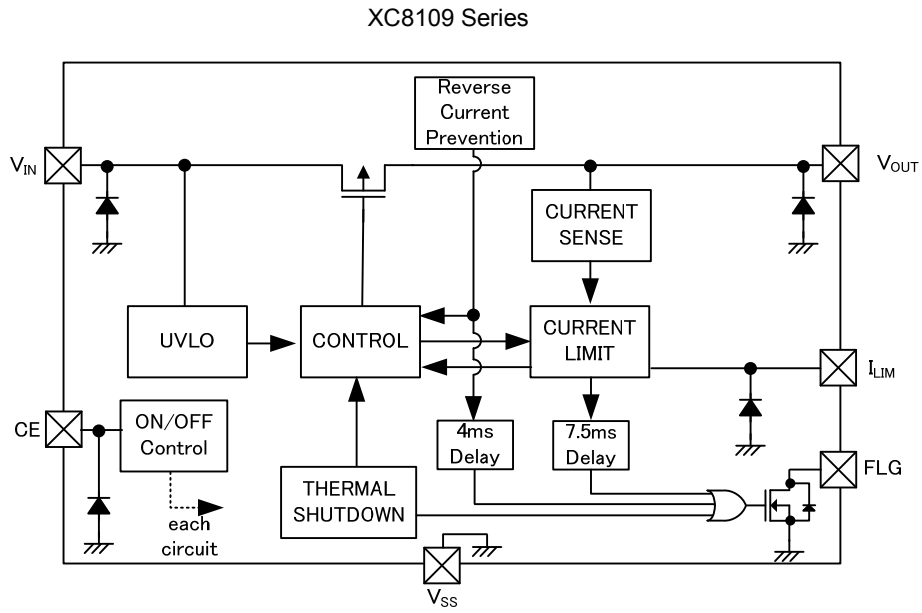 XC8109 Series
Reverse
Current
Prevention
VIN
VOUT
CURRENT
SENSE
UVLO
CONTROL
CURRENT
LIMIT
ILIM
CE
ON/OFF
Control
4ms
Delay
7.5ms
Delay
FLG
THERMAL
SHUTDOWN
each
circuit
VSS